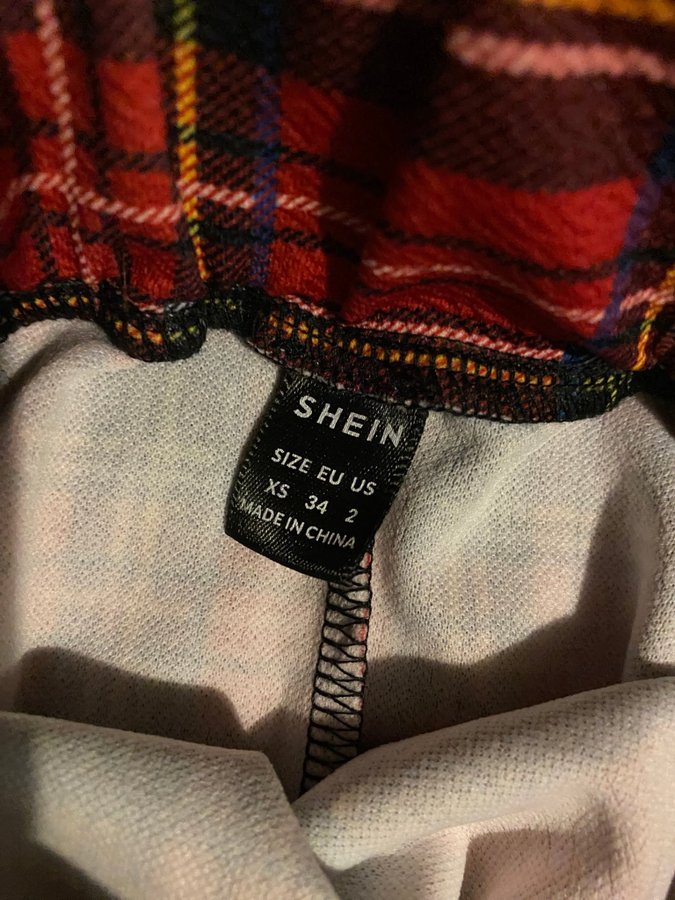 SHEIN
SIZE EU US
XS 34 2
MADE IN CHINA